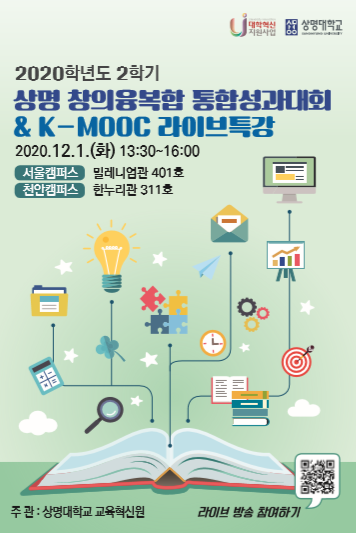 대학혁신
지원사업
상명대학교
2020학년도 2학기
상명 창의융복합 통합성과대회
& K-MOOC 라이브특강
2020.12.1.(화) 13:30~16:00
서울캠퍼스 밀레니엄관 401호
천안캠퍼스 한누리관 311호
주 관 : 상명대학교 교육혁신원
라이브 방송 참여하기